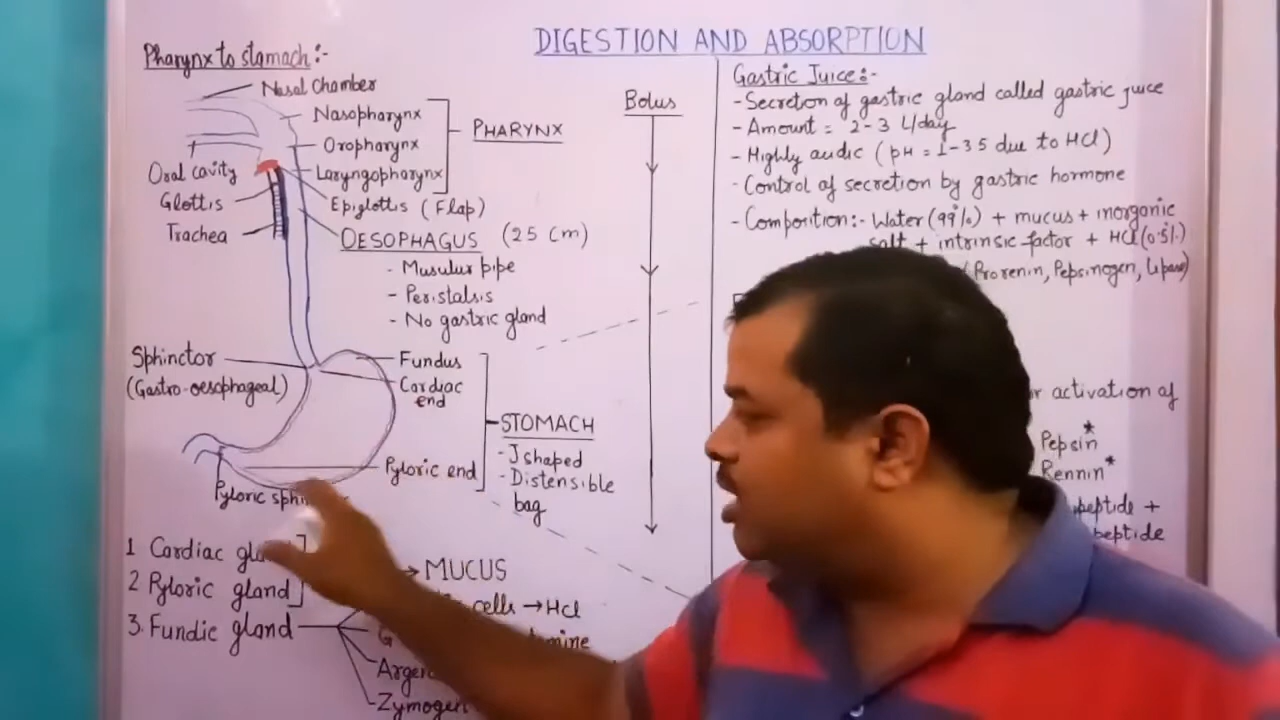 DIGESTION AND ABSORPTION
Pharynx to stomach:-
Nasal Chamber
Nasopharynx
Oropharynx
Laryngopharynx
PHARYNX
Oral cavity
Glottis
Trachea
Epiglottis (Flap)
OESOPHAGUS (25 Cm)
- Musulur pipe
- Peristalsis
- No gastric gland
Sphinctor
(Gastro-oesophageal)
Fundus
Cardiac
end
STOMACH
- J shaped
- Distensible
bag
Pyloric end
Pyloric
1 Cardiac
2 Pyloric gland
3. Fundic gland
MUCUS
cells → Hcl
Bolus
Gastric Juice:-
- Secretion of gastric gland called gastric juice
- Amount = 2-3 L/day
- Highly acidic (pH = 1-3.5 due to HCl)
- Control of secretion by gastric hormone
- Composition:- Water (99%) + mucus + inorganic
salt + intrinsic factor + HCl (0.5%)
Prorenin, Pepsinogen, Lipase)
activation of
Pepsin*
Rennin*
peptide +
peptide